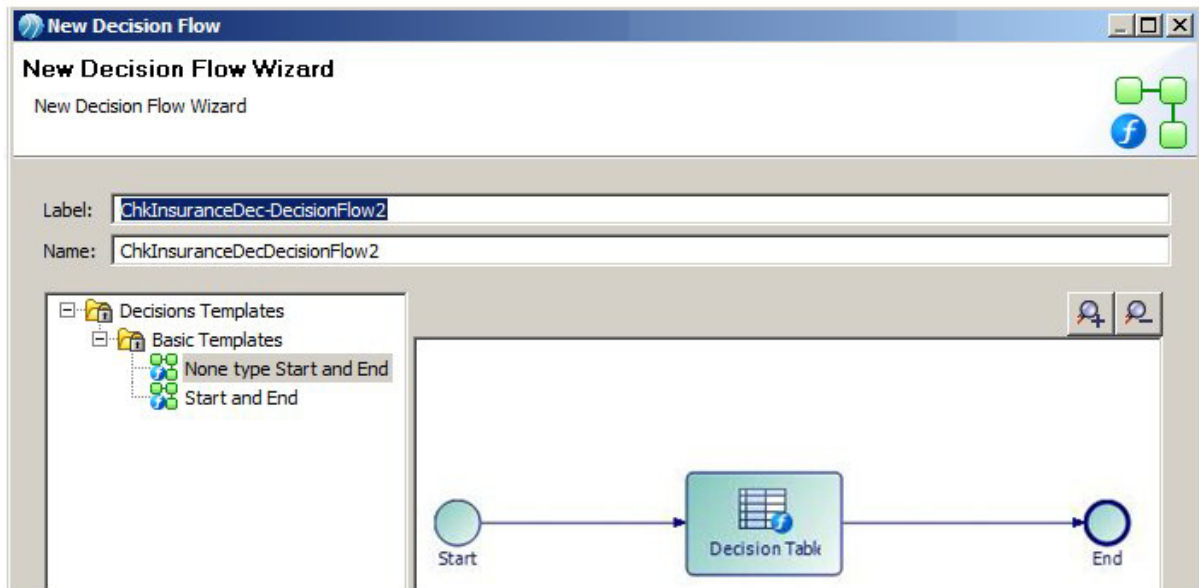 New Decision Flow
New Decision Flow Wizard
New Decision Flow Wizard
Label: ChkInsuranceDec-DecisionFlow2
Name: ChkInsuranceDecDecisionFlow2
Decisions Templates
Basic Templates
None type Start and End
Start and End
Start
Decision Table
End